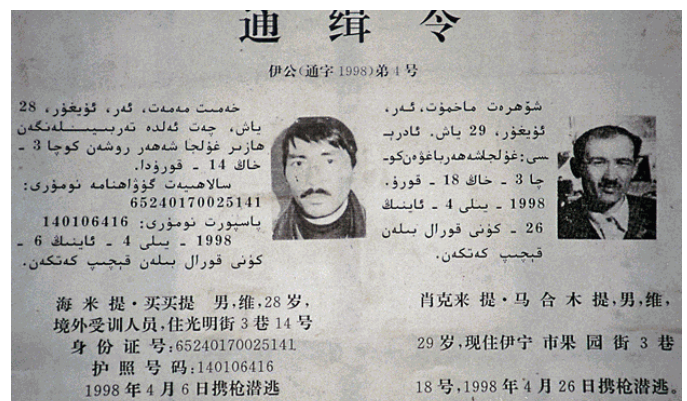 通缉令
伊公(通字1998)第4号
خەمىت مەمەت، ئەر، ئۇيغۇر، 28
ياش، چەت ئەلدە تەربىيىلەنگەن
ھازىر غۇلجا شەھەر روشەن كوچا 3 ـ
خاڭ 14 ـ قورۇدا.
سالاھىيەت گۇۋاھنامە نومۇرى:
65240170025141
پاسپورت نومۇرى: 140106416
1998 ـ يىلى 4 ـ ئاينىڭ 6 ـ
كۈنى قورال بىلەن قېچىپ كەتكەن.
شۆھرەت ماخمۇت، ئەر،
ئۇيغۇر، 29 ياش. ئادرېـ
سى: غۇلجا شەھەر باغۋەن كوـ
چا 3 ـ خاڭ 18 ـ قورۇ.
1998 ـ يىلى 4 ـ ئاينىڭ
26 ـ كۈنى قورال بىلەن
قېچىپ كەتكەن.
海米提·买买提 男,维,28岁,
境外受训人员,住光明街3巷14号
身份证号:65240170025141
护照号码:140106416
1998年4月6日携枪潜逃
肖克来提·马合木提,男,维,
29岁,现住伊宁市果园街3巷
18号,1998年4月26日携枪潜逃。